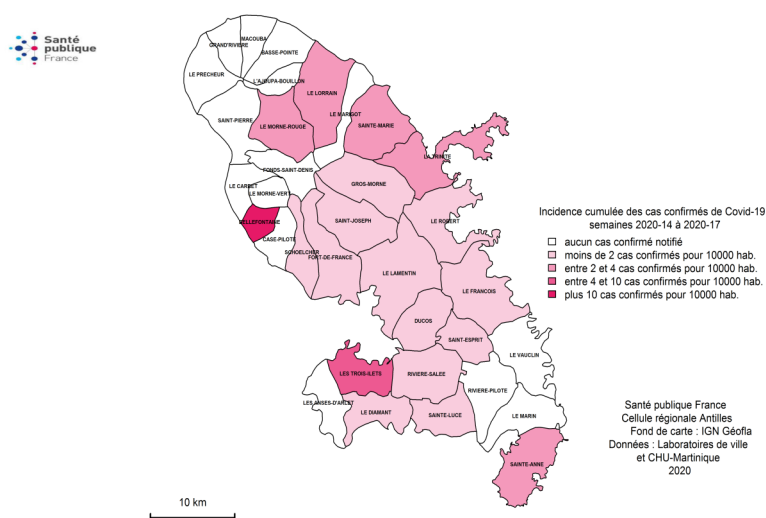 Santé
publique
France
MACOUBA
GRAND'RIVIERE
BASSE-POINTE
LE PRECHEUR
L'AJOUPA-BOUILLON
LE LORRAIN
SAINT-PIERRE
LE MORNE-ROUGE
LE MARIGOT
SAINTE-MARIE
LA TRINITE
FONDS-SAINT-DENIS
LE CARBET
LE MORNE-VERT
GROS-MORNE
BELLEFONTAINE
SAINT-JOSEPH
LE ROBERT
CASE-PILOTE
SCHOELCHER
FORT-DE-FRANCE
LE LAMENTIN
LE FRANCOIS
DUCOS
SAINT-ESPRIT
LE VAUCLIN
LES TROIS-ILETS
RIVIERE-SALEE
RIVIERE-PILOTE
LES ANSES-D'ARLET
LE DIAMANT
SAINTE-LUCE
LE MARIN
SAINTE-ANNE
Incidence cumulée des cas confirmés de Covid-19
semaines 2020-14 à 2020-17
aucun cas confirmé notifié
moins de 2 cas confirmés pour 10000 hab.
entre 2 et 4 cas confirmés pour 10000 hab.
entre 4 et 10 cas confirmés pour 10000 hab.
plus 10 cas confirmés pour 10000 hab.
Santé publique France
Cellule régionale Antilles
Fond de carte : IGN Géofla
Données : Laboratoires de ville
et CHU-Martinique
2020
10 km